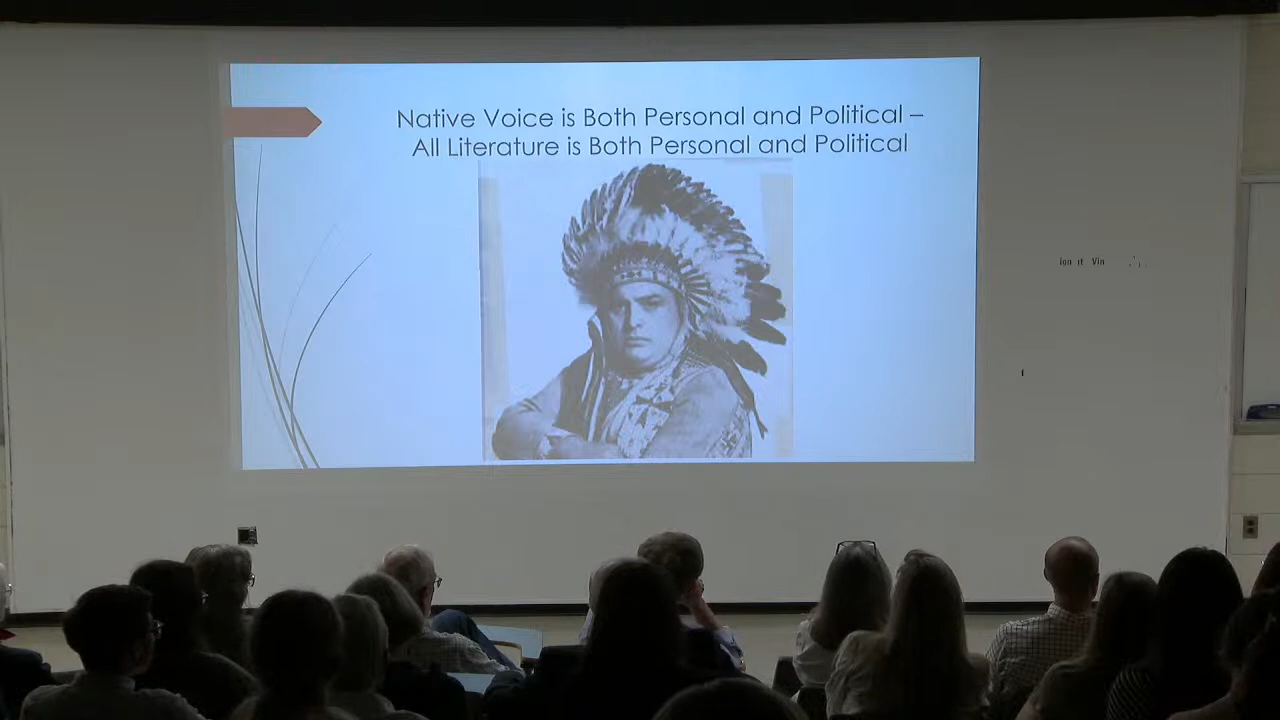 Native Voice is Both Personal and Political –
All Literature is Both Personal and Political